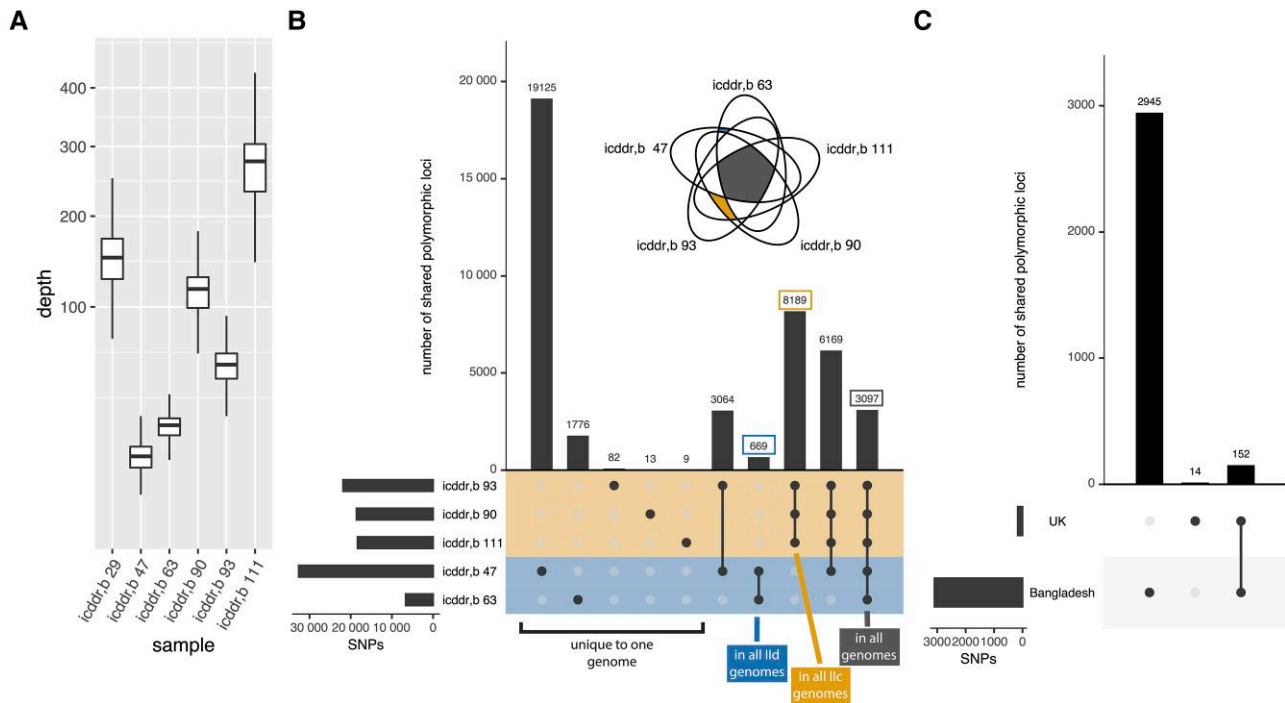 A
depth
400
300
200
100
icddr,b 29
icddr,b 47
icddr,b 63
icddr,b 90
icddr,b 93
icddr,b 111
sample
B
number of shared polymorphic loci
20 000
15 000
10 000
5000
0
19125
1776
82
13
9
3064
669
8189
6169
3097
icddr,b 63
icddr,b 47
icddr,b 111
icddr,b 93
icddr,b 90
icddr,b 93
icddr,b 90
icddr,b 111
icddr,b 47
icddr,b 63
30 000 20 000 10 000 0
SNPs
unique to one
genome
in all IId
genomes
in all IIc
genomes
in all
genomes
C
number of shared polymorphic loci
3000
2000
1000
0
2945
14
152
UK
Bangladesh
3000 2000 1000 0
SNPs